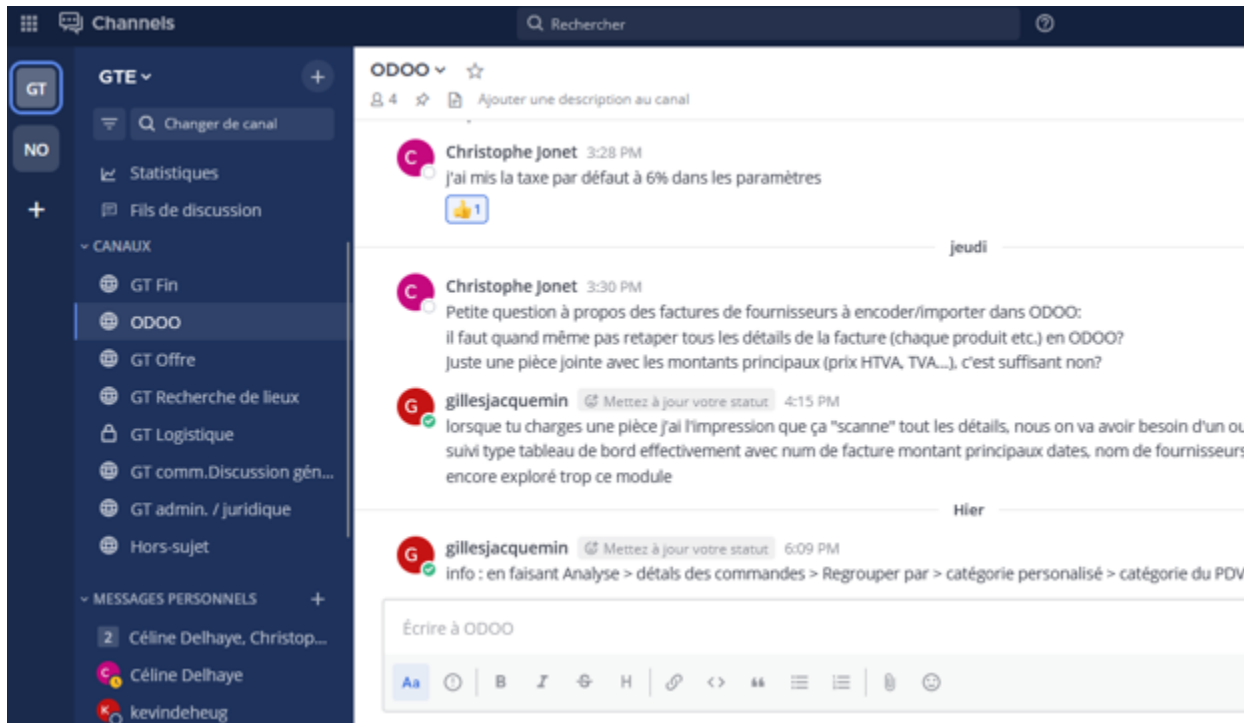 Channels
Rechercher
GT
NO
GTE
Changer de canal
Statistiques
Fils de discussion
CANAUX
GT Fin
ODOO
GT Offre
GT Recherche de lieux
GT Logistique
GT comm.Discussion gén...
GT admin. / juridique
Hors-sujet
MESSAGES PERSONNELS
2 Céline Delhaye, Christop...
C Céline Delhaye
K kevindeheug
ODOO
4 Ajouter une description au canal
C Christophe Jonet 3:28 PM
j'ai mis la taxe par défaut à 6% dans les paramètres
1
jeudi
C Christophe Jonet 3:30 PM
Petite question à propos des factures de fournisseurs à encoder/importer dans ODOO:
il faut quand même pas retaper tous les détails de la facture (chaque produit etc.) en ODOO?
Juste une pièce jointe avec les montants principaux (prix HTVA, TVA...), c'est suffisant non?
G gillesjacquemin Mettez à jour votre statut 4:15 PM
lorsque tu charges une pièce j'ai l'impression que ça "scanne" tout les détails, nous on va avoir besoin d'un ou
suivi type tableau de bord effectivement avec num de facture montant principaux dates, nom de fournisseurs
encore exploré trop ce module
Hier
G gillesjacquemin Mettez à jour votre statut 6:09 PM
info : en faisant Analyse > détals des commandes > Regrouper par > catégorie personalisé > catégorie du PDV
Écrire à ODOO
Aa B I S H